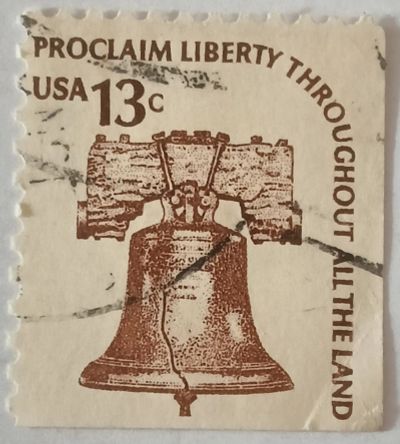 PROCLAIM LIBERTY THROUGHOUT ALL THE LAND
USA 13c